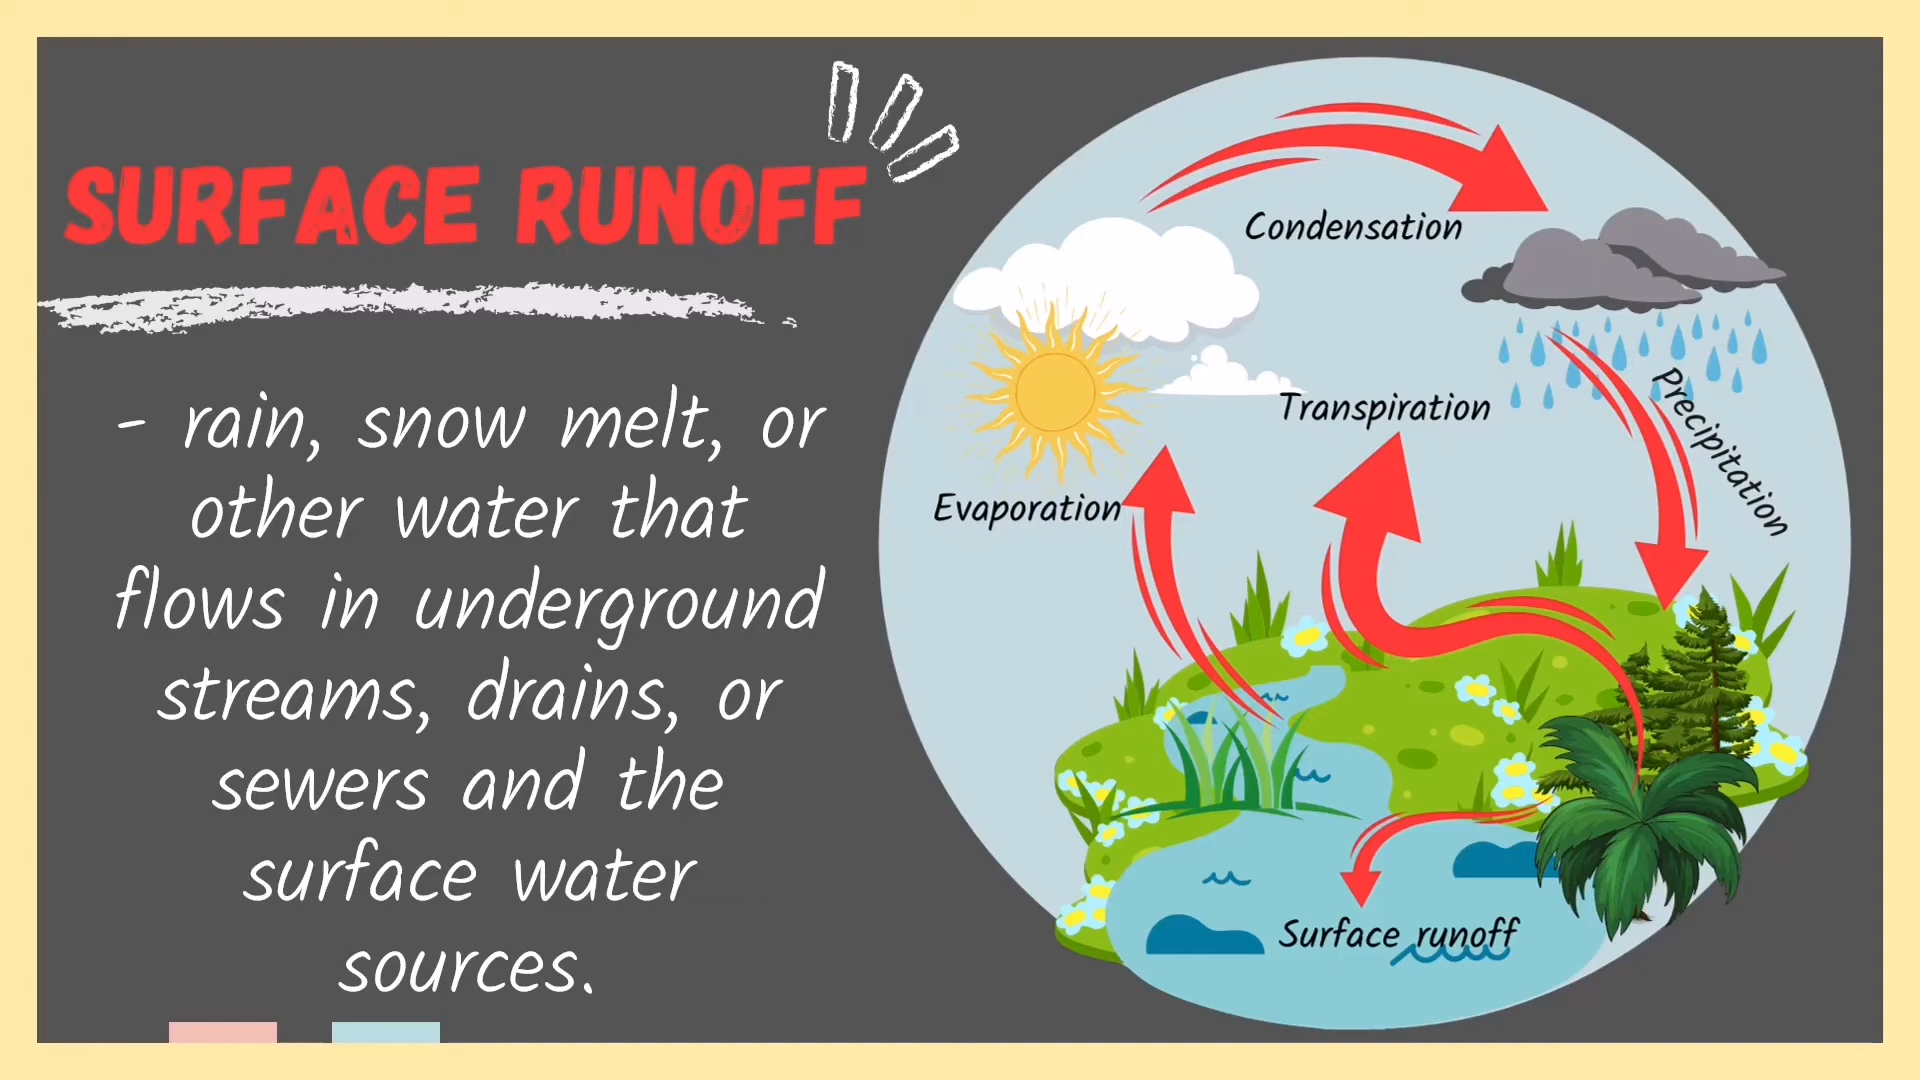 SURFACE RUNOFF
- rain, snow melt, or
other water that
flows in underground
streams, drains, or
sewers and the
surface water
sources.
Condensation
Precipitation
Transpiration
Evaporation
Surface runoff